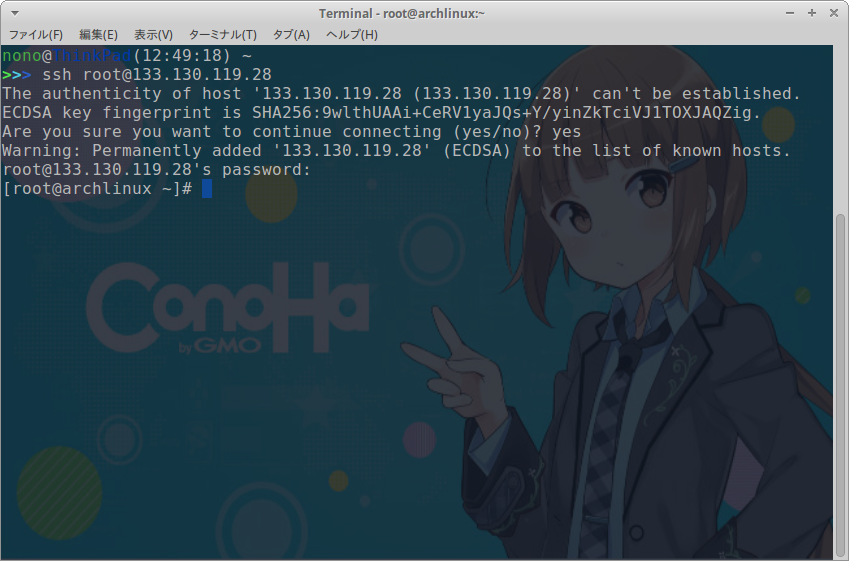 Terminal - root@archlinux:~
ファイル(F) 編集(E) 表示(V) ターミナル(T) タブ(A) ヘルプ(H)
nono@ThinkPad(12:49:18) ~
>>> ssh root@133.130.119.28
The authenticity of host '133.130.119.28 (133.130.119.28)' can't be established.
ECDSA key fingerprint is SHA256:9wlthUAAi+CeRV1yaJQs+Y/yinZkTciVJ1TOXJAQZig.
Are you sure you want to continue connecting (yes/no)? yes
Warning: Permanently added '133.130.119.28' (ECDSA) to the list of known hosts.
root@133.130.119.28's password:
[root@archlinux ~]#
ConoHa
by GMO